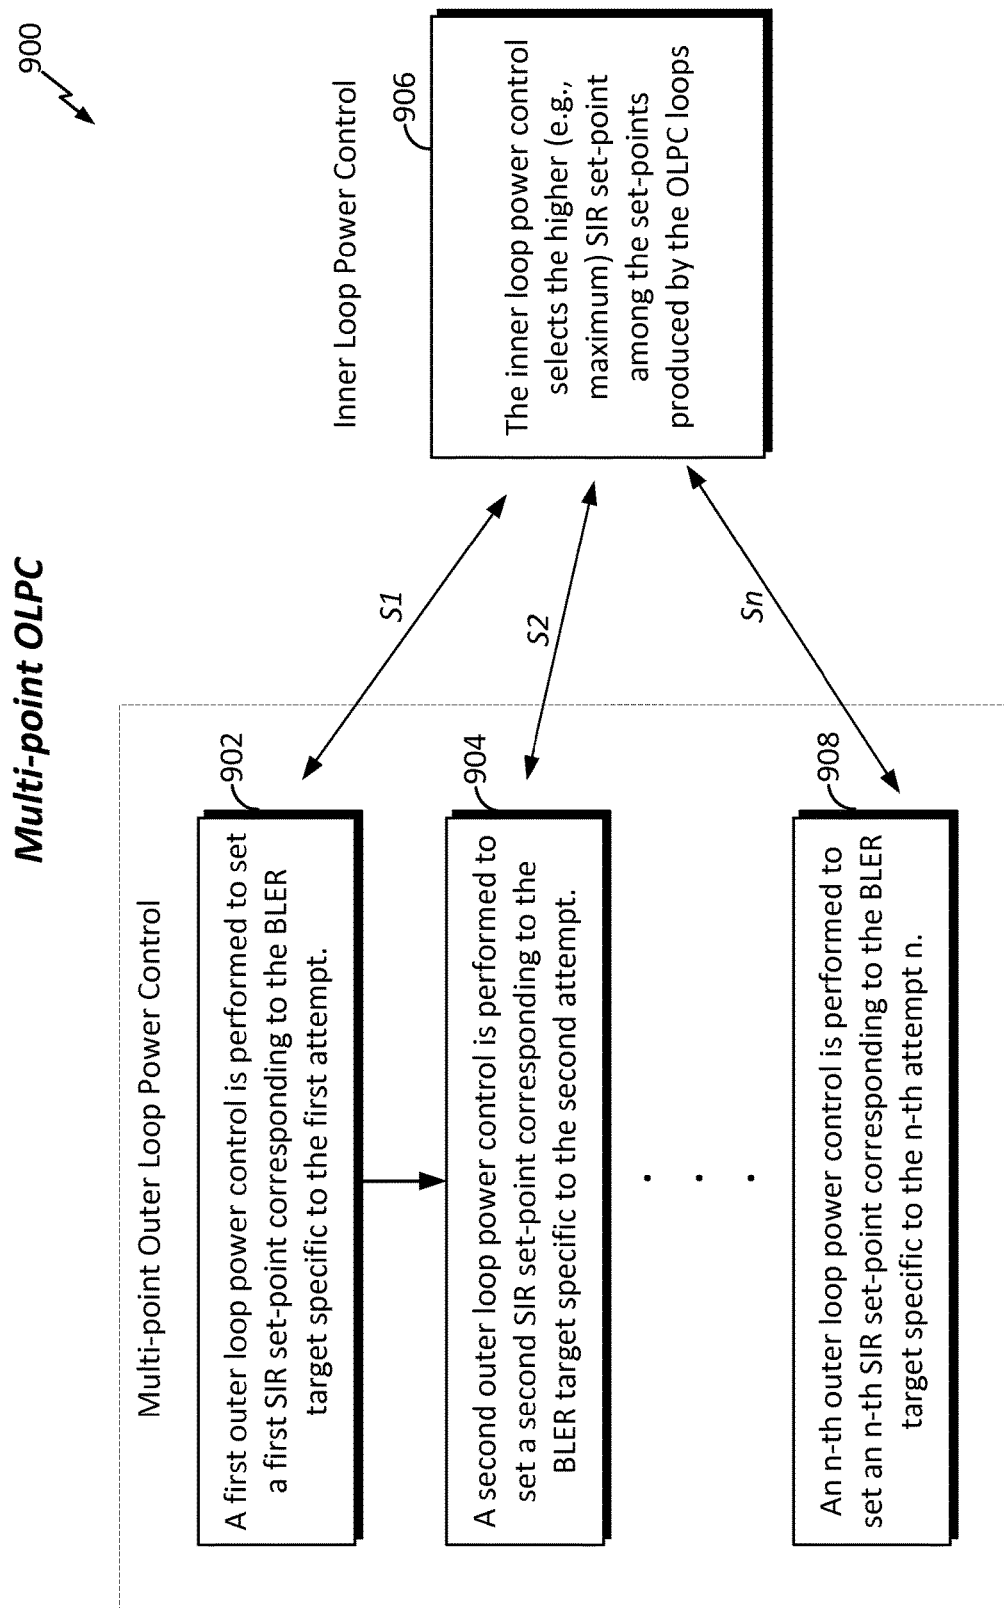 Multi-point OLPC
900
Multi-point Outer Loop Power Control
902
A first outer loop power control is performed to set
a first SIR set-point corresponding to the BLER
target specific to the first attempt.
904
A second outer loop power control is performed to
set a second SIR set-point corresponding to the
BLER target specific to the second attempt.
. . .
908
An n-th outer loop power control is performed to
set an n-th SIR set-point corresponding to the BLER
target specific to the n-th attempt n.
S1
S2
Sn
Inner Loop Power Control
906
The inner loop power control
selects the higher (e.g.,
maximum) SIR set-point
among the set-points
produced by the OLPC loops